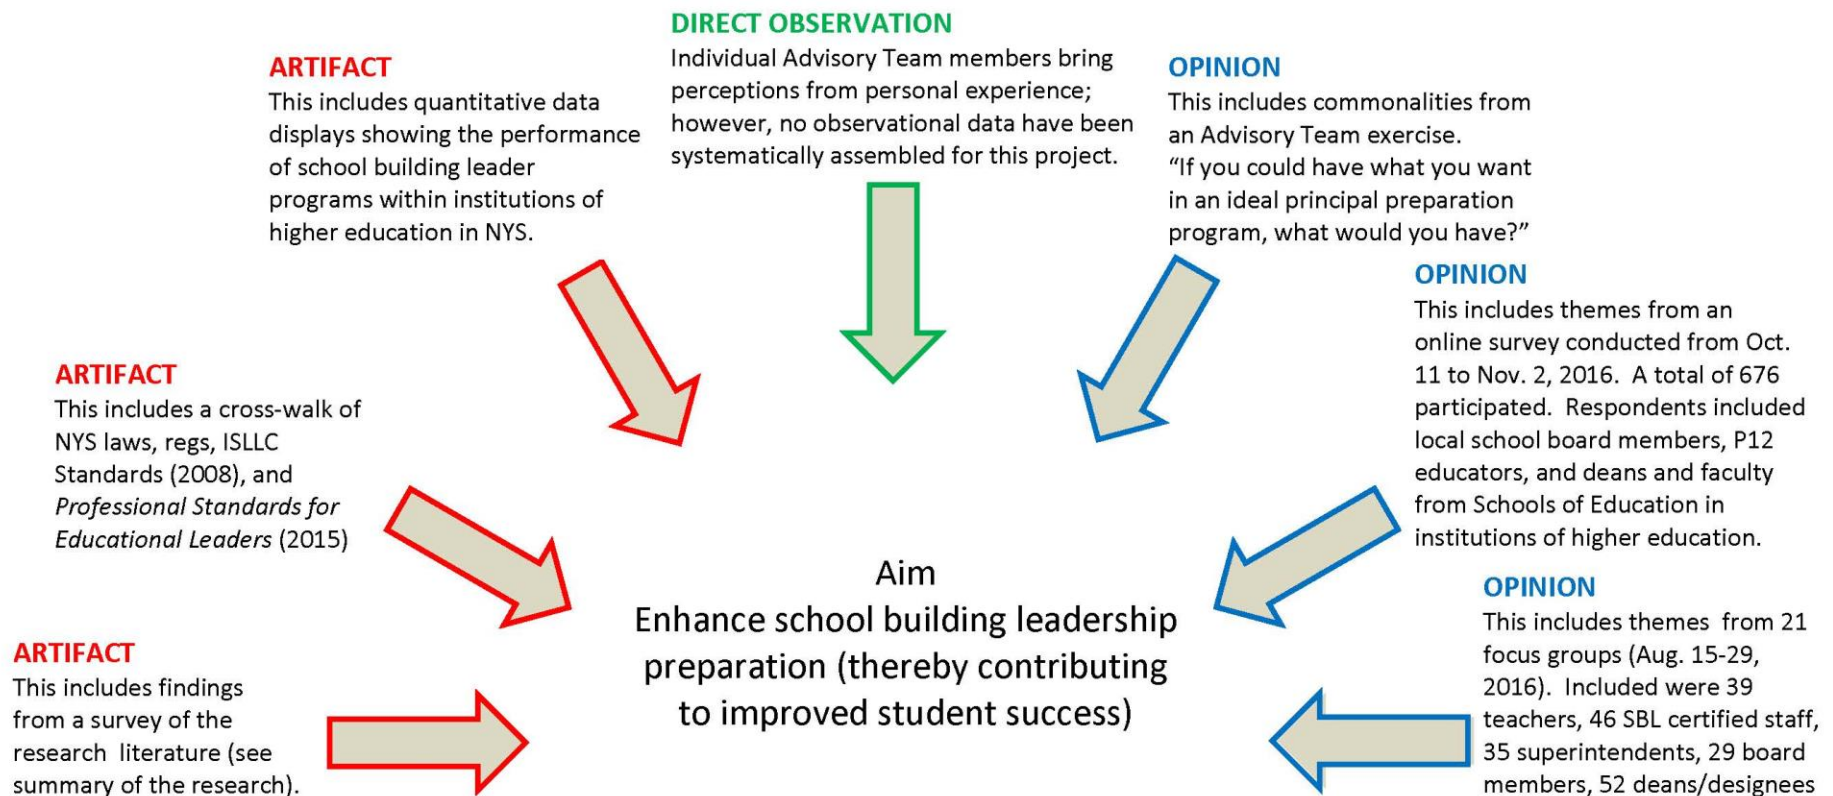 DIRECT OBSERVATION
Individual Advisory Team members bring
perceptions from personal experience;
however, no observational data have been
systematically assembled for this project.
ARTIFACT
This includes quantitative data
displays showing the performance
of school building leader
programs within institutions of
higher education in NYS.
OPINION
This includes commonalities from
an Advisory Team exercise.
“If you could have what you want
in an ideal principal preparation
program, what would you have?”
OPINION
This includes themes from an
online survey conducted from Oct.
11 to Nov. 2, 2016.  A total of 676
participated.  Respondents included
local school board members, P12
educators, and deans and faculty
from Schools of Education in
institutions of higher education.
ARTIFACT
This includes a cross-walk of
NYS laws, regs, ISLLC
Standards (2008), and
Professional Standards for
Educational Leaders (2015)
Aim
Enhance school building leadership
preparation (thereby contributing
to improved student success)
ARTIFACT
This includes findings
from a survey of the
research literature (see
summary of the research).
OPINION
This includes themes from 21
focus groups (Aug. 15-29,
2016).  Included were 39
teachers, 46 SBL certified staff,
35 superintendents, 29 board
members, 52 deans/designees